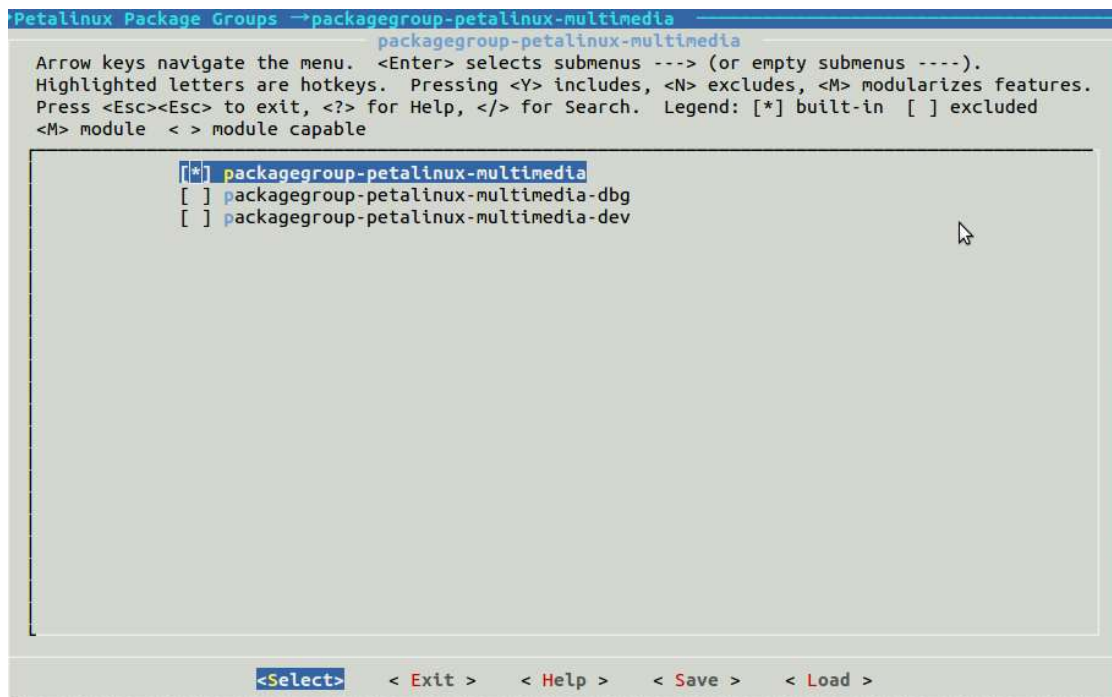 Petalinux Package Groups →packagegroup-petalinux-multimedia
packagegroup-petalinux-multimedia
Arrow keys navigate the menu.  <Enter> selects submenus ---> (or empty submenus ----).
Highlighted letters are hotkeys.  Pressing <Y> includes, <N> excludes, <M> modularizes features.
Press <Esc><Esc> to exit, <?> for Help, </> for Search.  Legend: [*] built-in  [ ] excluded
<M> module  < > module capable
[*] packagegroup-petalinux-multimedia
[ ] packagegroup-petalinux-multimedia-dbg
[ ] packagegroup-petalinux-multimedia-dev
<Select>    < Exit >    < Help >    < Save >    < Load >